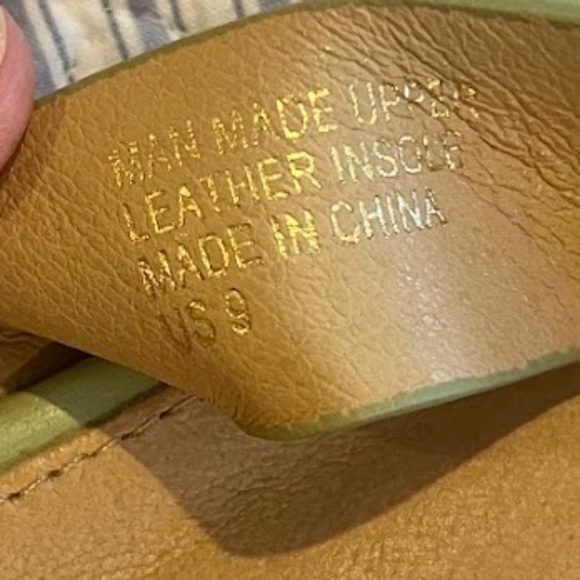 MAN MADE UPPER
LEATHER INSOLE
MADE IN CHINA
US 9